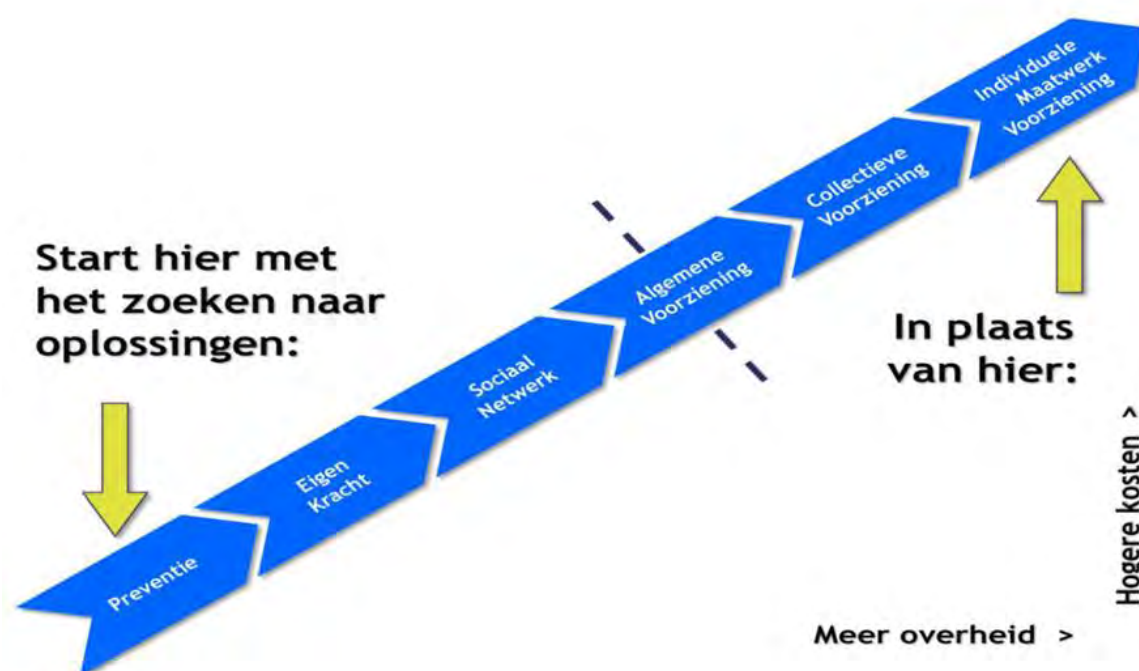 Start hier met
het zoeken naar
oplossingen:
Preventie
Eigen
Kracht
Sociaal
Netwerk
Algemene
Voorziening
Collectieve
Voorziening
Individuele
Maatwerk
Voorziening
In plaats
van hier:
Hogere kosten >
Meer overheid >